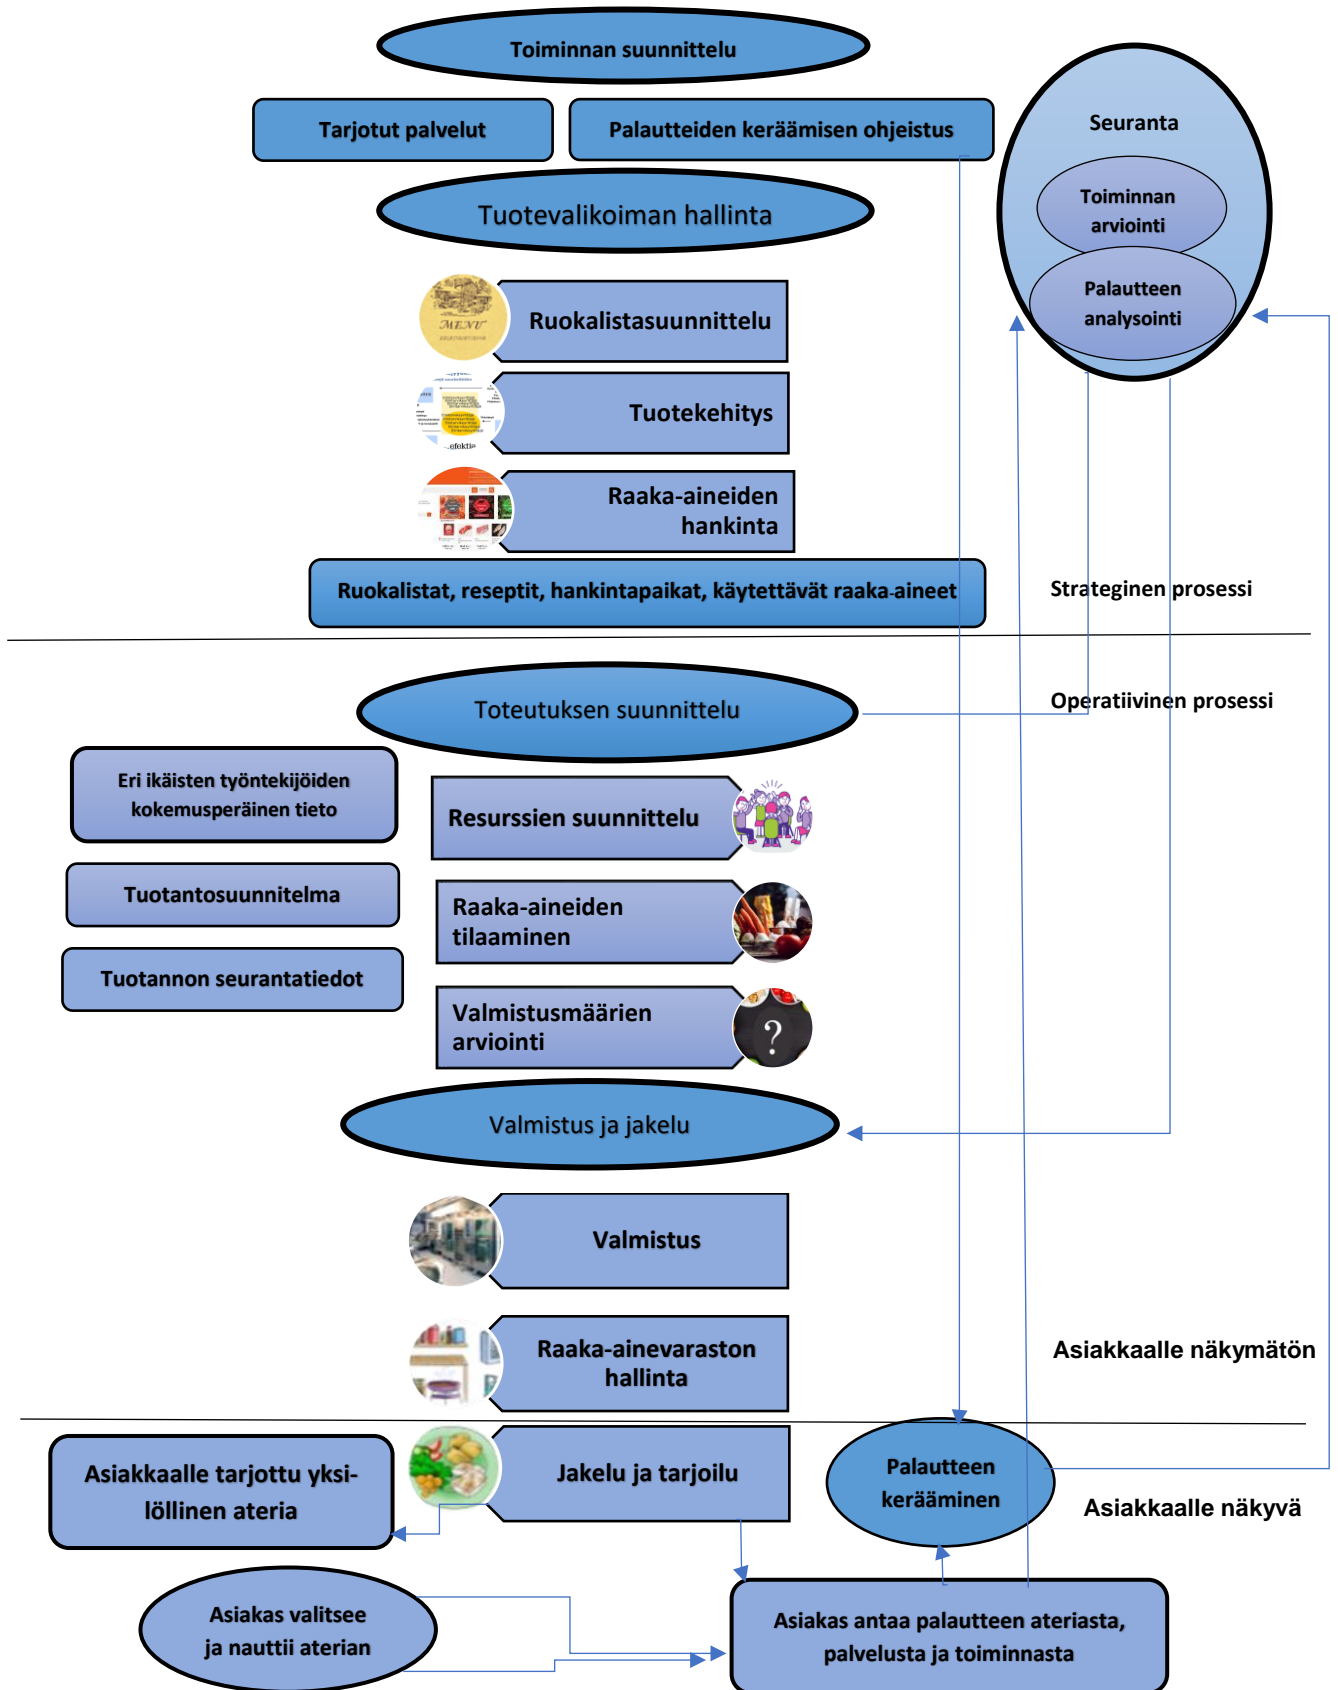 Toiminnan suunnittelu
Tarjotut palvelut
Palautteiden keräämisen ohjeistus
Seuranta
Toiminnan
arviointi
Palautteen
analysointi
Tuotevalikoiman hallinta
MENU
Ruokalistasuunnittelu
efektia
Tuotekehitys
Raaka-aineiden
hankinta
Ruokalistat, reseptit, hankintapaikat, käytettävät raaka-aineet
Strateginen prosessi
Operatiivinen prosessi
Toteutuksen suunnittelu
Eri ikäisten työntekijöiden
kokemusperäinen tieto
Tuotantosuunnitelma
Tuotannon seurantatiedot
Resurssien suunnittelu
Raaka-aineiden
tilaaminen
Valmistusmäärien
arviointi
?
Valmistus ja jakelu
Valmistus
Raaka-ainevaraston
hallinta
Asiakkaalle näkymätön
Asiakkaalle tarjottu yksi-
löllinen ateria
Jakelu ja tarjoilu
Palautteen
kerääminen
Asiakkaalle näkyvä
Asiakas valitsee
ja nauttii aterian
Asiakas antaa palautteen ateriasta,
palvelusta ja toiminnasta